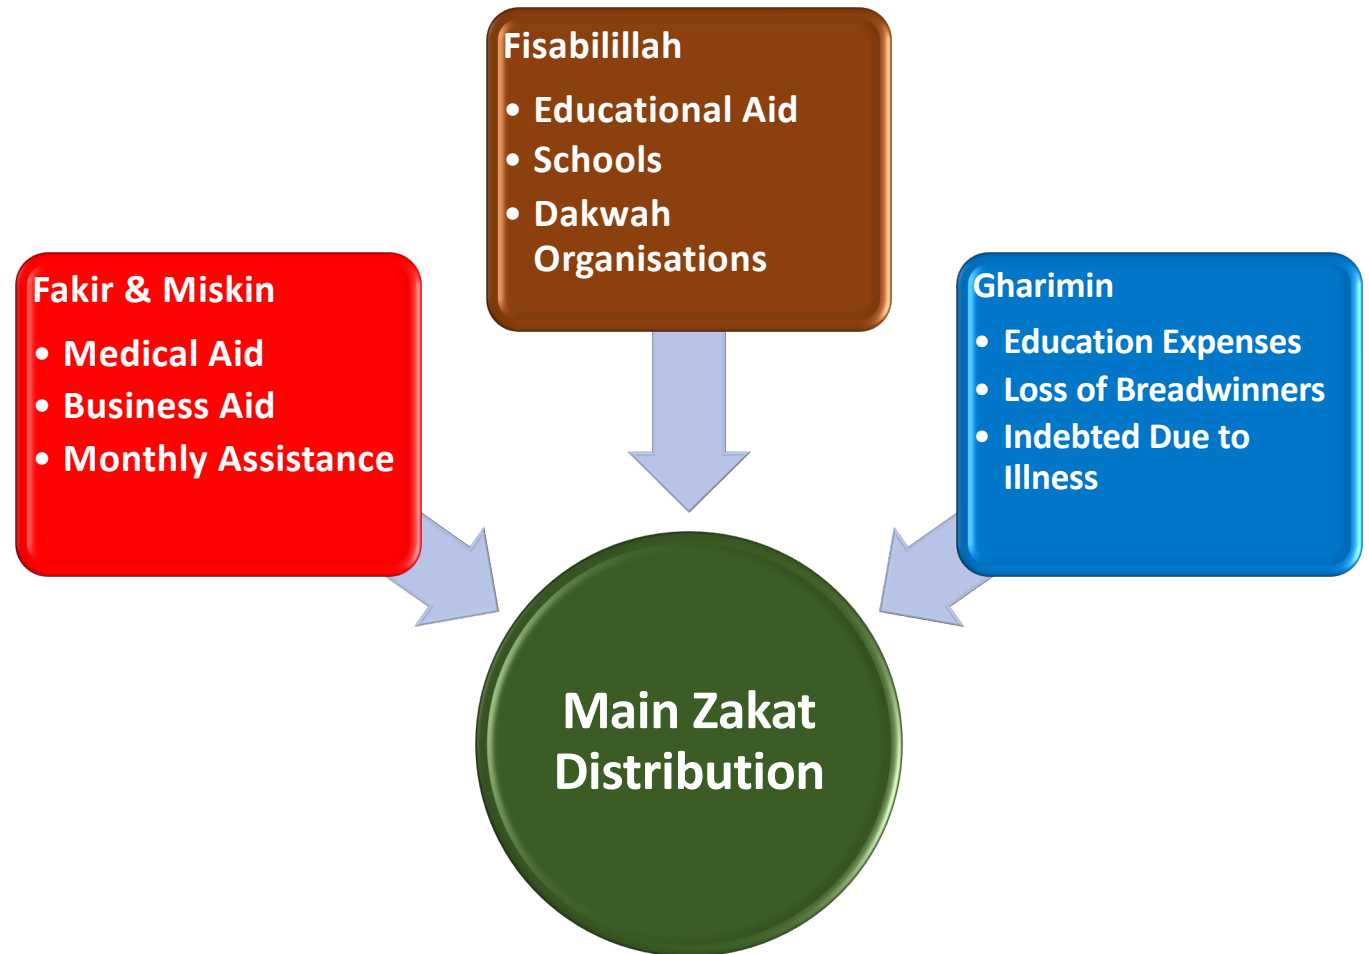 Fisabilillah
• Educational Aid
• Schools
• Dakwah
Organisations
Fakir & Miskin
• Medical Aid
• Business Aid
• Monthly Assistance
Gharimin
• Education Expenses
• Loss of Breadwinners
• Indebted Due to
Illness
Main Zakat
Distribution